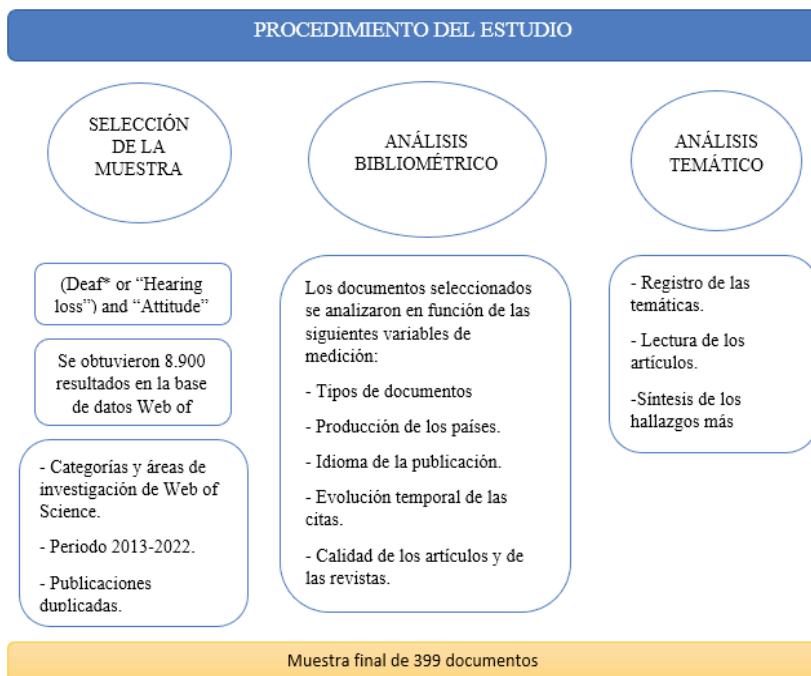 PROCEDIMIENTO DEL ESTUDIO
SELECCIÓN
DE LA
MUESTRA
(Deaf* or “Hearing
loss”) and “Attitude”
Se obtuvieron 8.900
resultados en la base
de datos Web of
- Categorías y áreas de
investigación de Web of
Science.
- Periodo 2013-2022.
- Publicaciones
duplicadas.
ANÁLISIS
BIBLIOMÉTRICO
Los documentos seleccionados
se analizaron en función de las
siguientes variables de
medición:
- Tipos de documentos
- Producción de los países.
- Idioma de la publicación.
- Evolución temporal de las
citas.
- Calidad de los artículos y de
las revistas.
ANÁLISIS
TEMÁTICO
- Registro de las
temáticas.
- Lectura de los
artículos.
-Síntesis de los
hallazgos más
Muestra final de 399 documentos